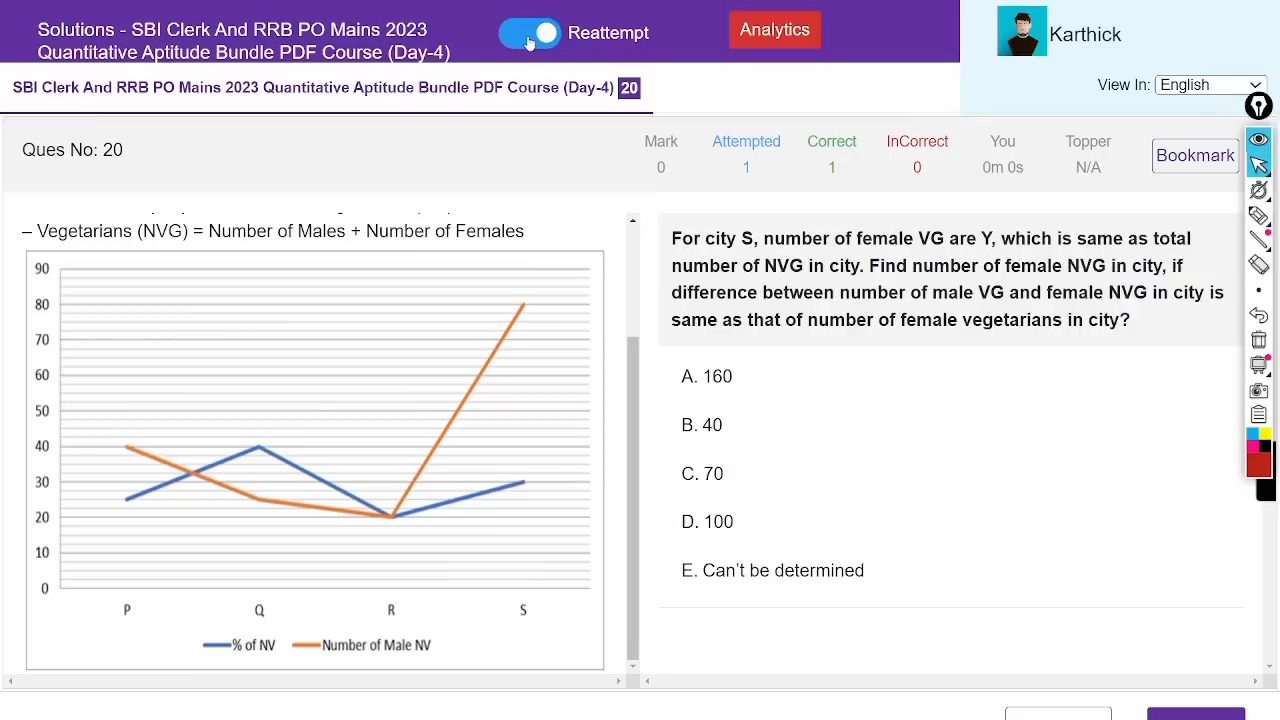 Solutions - SBI Clerk And RRB PO Mains 2023
Quantitative Aptitude Bundle PDF Course (Day-4)
Reattempt
Analytics
Karthick
View In: English
SBI Clerk And RRB PO Mains 2023 Quantitative Aptitude Bundle PDF Course (Day-4) 20
Ques No: 20
Mark Attempted Correct InCorrect You Topper
0 1 1 0 0m 0s N/A
Bookmark
– Vegetarians (NVG) = Number of Males + Number of Females
90
80
70
60
50
40
30
20
10
0
P Q R S
% of NV Number of Male NV
For city S, number of female VG are Y, which is same as total
number of NVG in city. Find number of female NVG in city, if
difference between number of male VG and female NVG in city is
same as that of number of female vegetarians in city?
A. 160
B. 40
C. 70
D. 100
E. Can't be determined